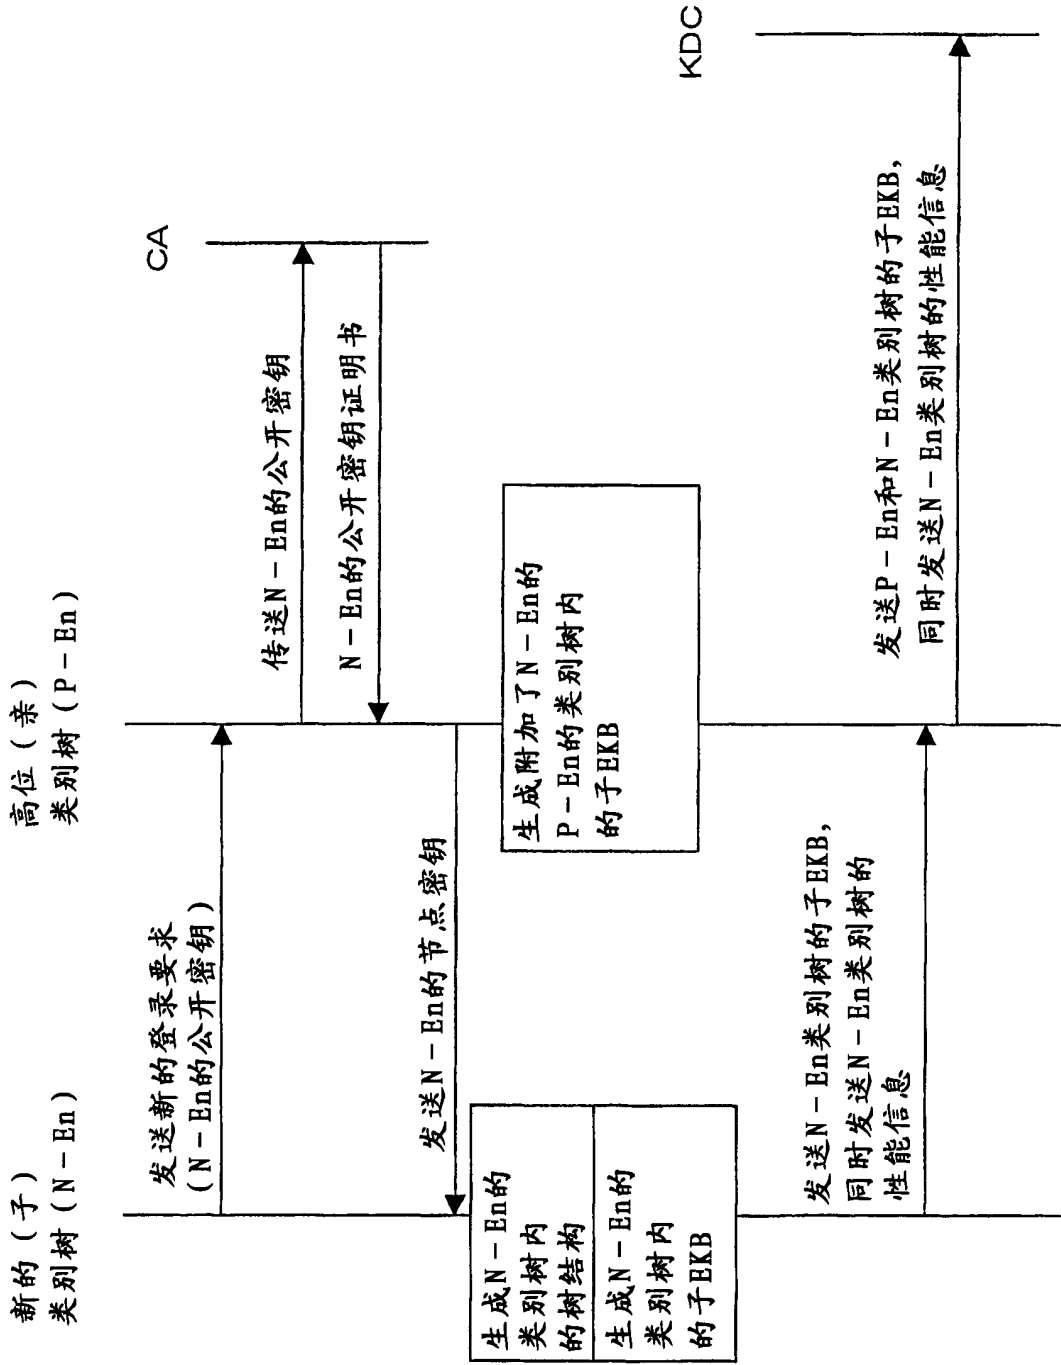 新的（子）
类别树（N－En）
高位（亲）
类别树（P－En）
CA
KDC
发送新的登录要求
（N－En的公开密钥）
传送N－En的公开密钥
N－En的公开密钥证明书
发送N－En的节点密钥
生成N－En的
类别树内
的树结构
生成N－En的
类别树内
的子EKB
生成附加了N－En的
P－En的类别树内
的子EKB
发送N－En类别树的子EKB，
同时发送N－En类别树的
性能信息
发送P－En和N－En类别树的子EKB，
同时发送N－En类别树的性能信息